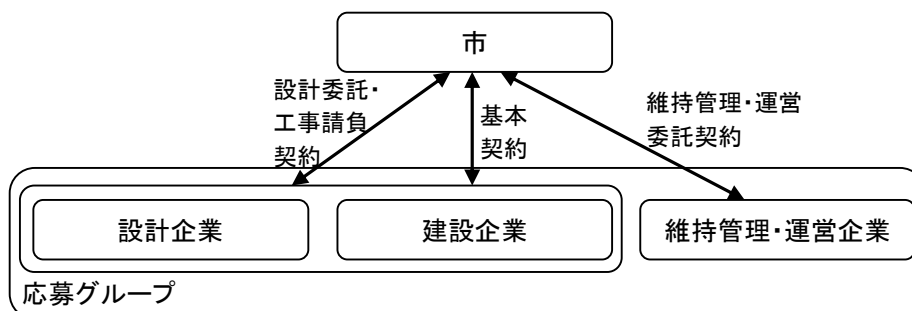 市
設計委託・
工事請負
契約
基本
契約
維持管理・運営
委託契約
設計企業
建設企業
維持管理・運営企業
応募グループ